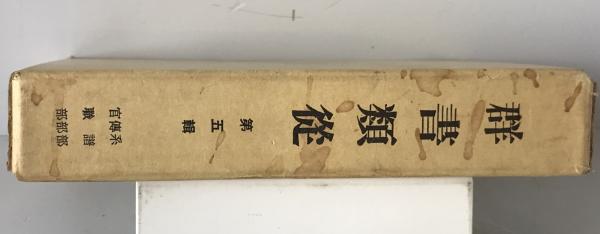 群書類從
第五輯
系譜部
傳部
官職部